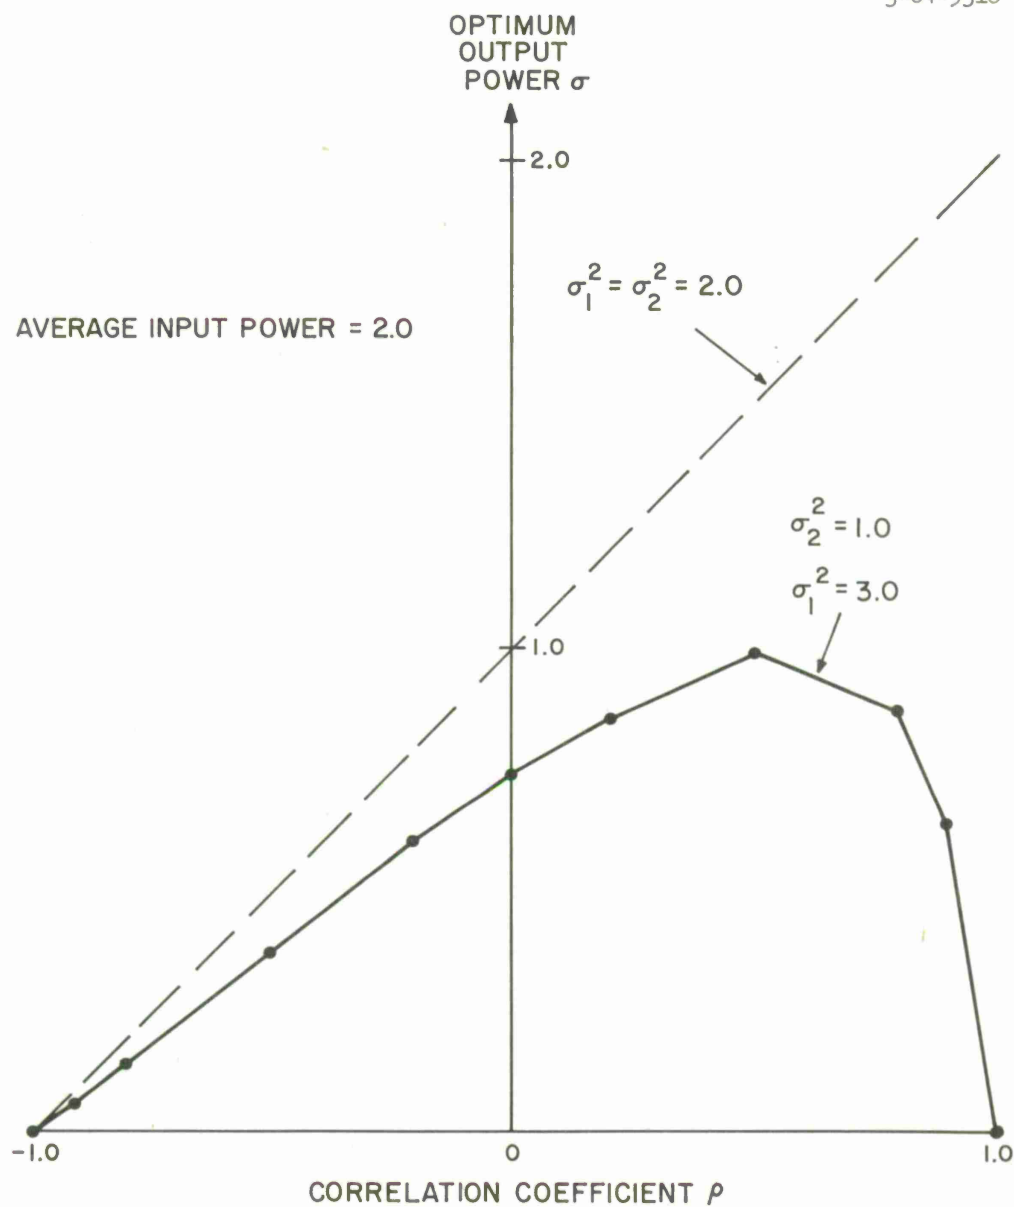 OPTIMUM
OUTPUT
POWER σ
2.0
σ₁² = σ₂² = 2.0
AVERAGE INPUT POWER = 2.0
σ₂² = 1.0
σ₁² = 3.0
1.0
-1.0 0 1.0
CORRELATION COEFFICIENT ρ